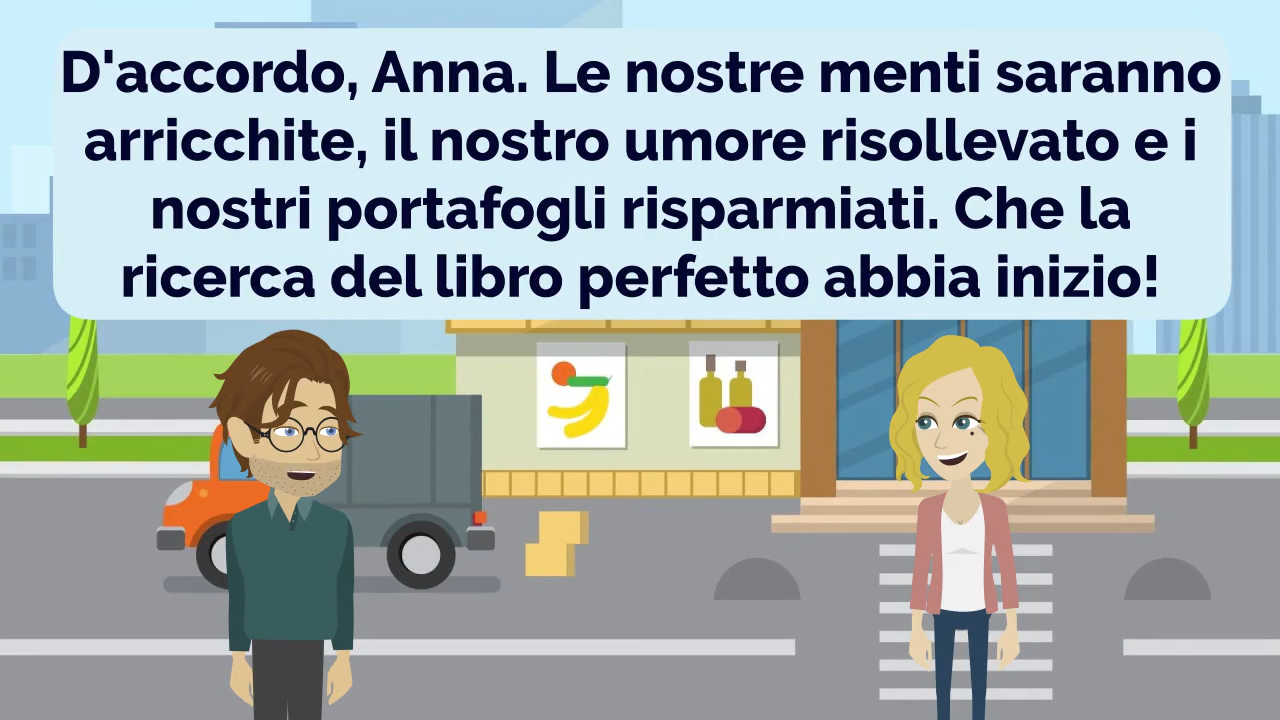 D'accordo, Anna. Le nostre menti saranno
arricchite, il nostro umore risollevato e i
nostri portafogli risparmiati. Che la
ricerca del libro perfetto abbia inizio!